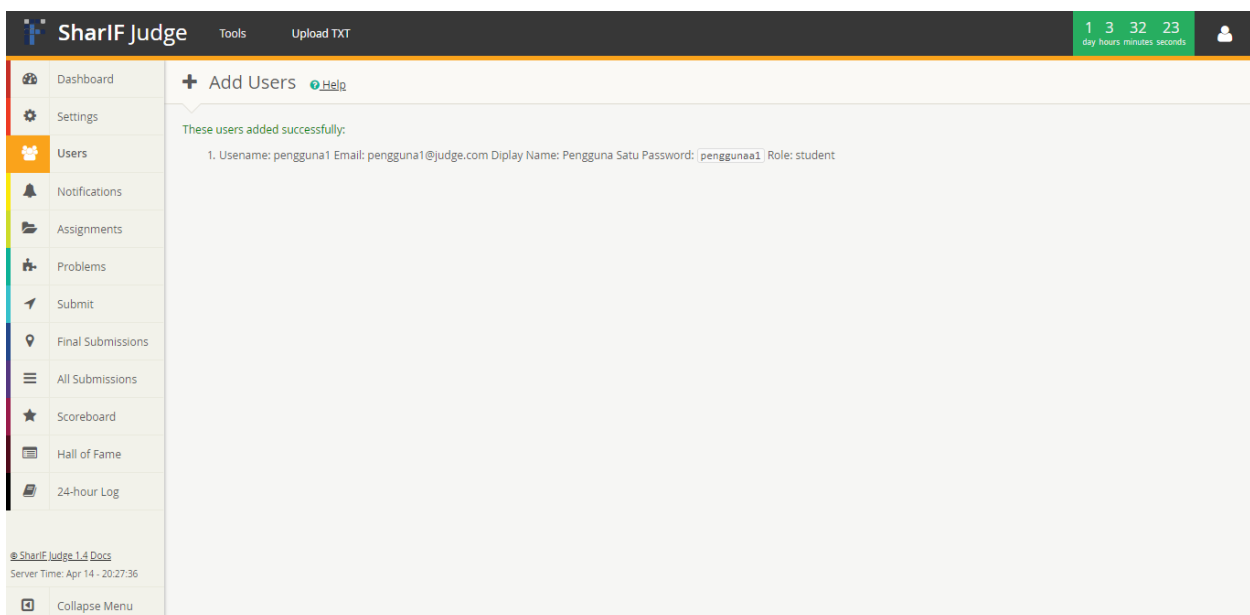 SharIF Judge Tools Upload TXT
1 3 32 23
day hours minutes seconds
Dashboard
Settings
Users
Notifications
Assignments
Problems
Submit
Final Submissions
All Submissions
Scoreboard
Hall of Fame
24-hour Log
© SharIF Judge 1.4 Docs
Server Time: Apr 14 - 20:27:36
Collapse Menu
Add Users Help
These users added successfully:
1. Usename: pengguna1 Email: pengguna1@judge.com Diplay Name: Pengguna Satu Password: penggunaa1 Role: student